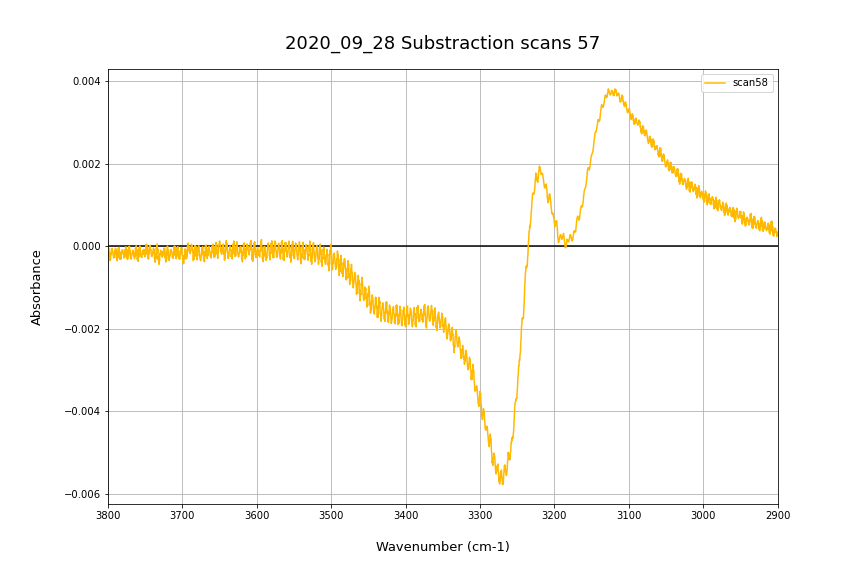 2020_09_28 Substraction scans 57
scan58
0.004
0.002
0.000
−0.002
−0.004
−0.006
Absorbance
3800 3700 3600 3500 3400 3300 3200 3100 3000 2900
Wavenumber (cm-1)